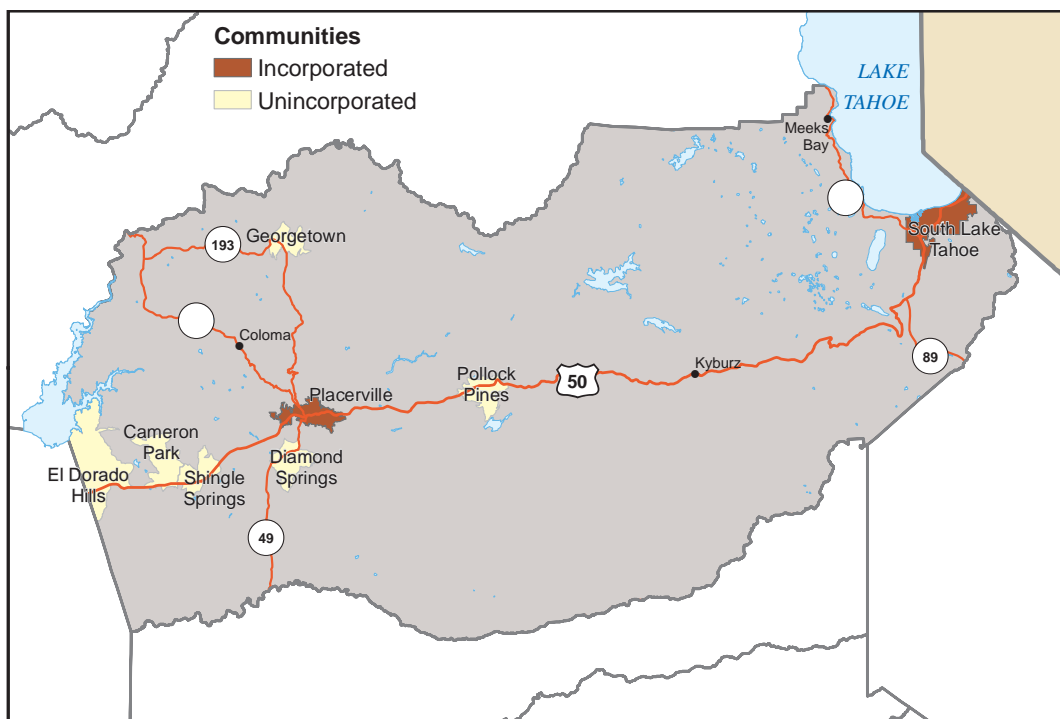 Communities
Incorporated
Unincorporated
LAKE
TAHOE
Meeks
Bay
193
Georgetown
South Lake
Tahoe
Coloma
89
Kyburz
50
Pollock
Pines
Placerville
Cameron
Park
El Dorado
Hills
Shingle
Springs
Diamond
Springs
49